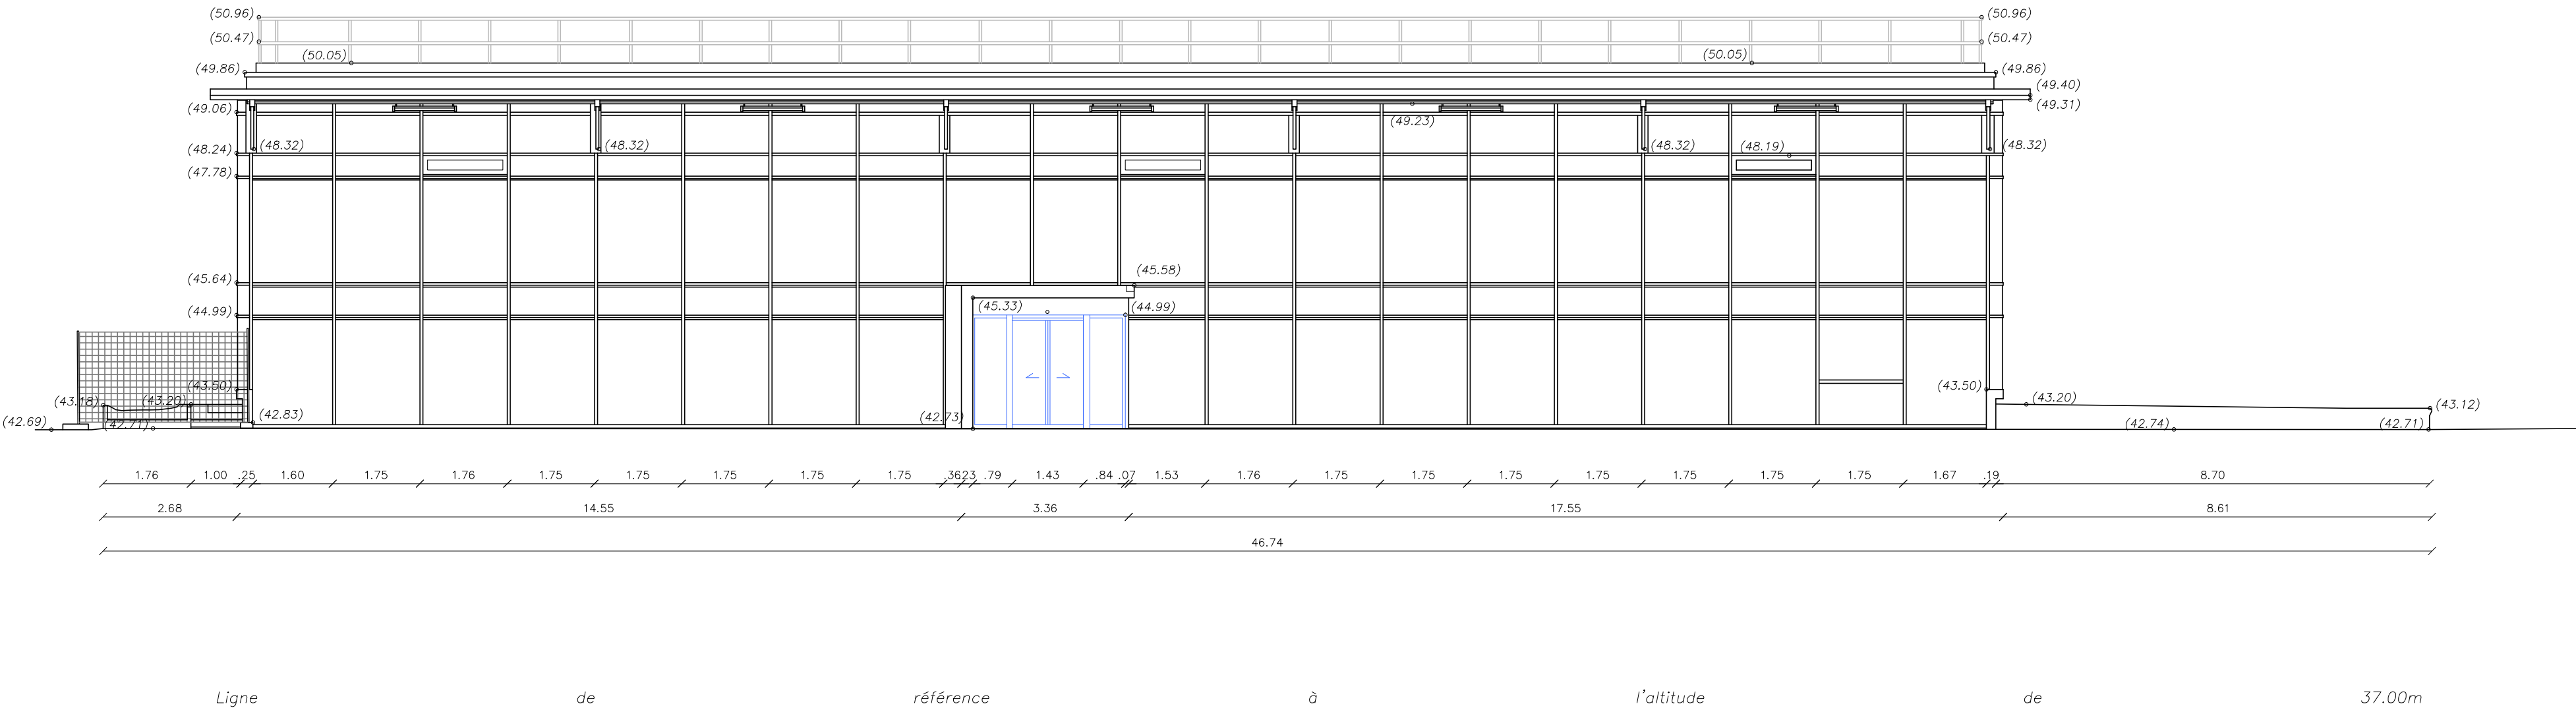 (50.96) (50.96)
(50.47) (50.47)
(50.05) (50.05)
(49.86) (49.86)
(49.40)
(49.06) (49.31)
(49.23)
(48.32) (48.32) (48.32) (48.19) (48.32)
(48.24)
(47.78)
(45.58)
(45.64)
(45.33) (44.99)
(44.99)
(43.50) (43.50)
(43.18) (43.20) (43.20)
(43.12)
(42.69) (42.71) (42.83) (42.73) (42.74) (42.71)
1.76 1.00 .25 1.60 1.75 1.76 1.75 1.75 1.75 1.75 1.75 .36 .23 .79 1.43 .84 .07 1.53 1.76 1.75 1.75 1.75 1.75 1.75 1.75 1.75 1.67 .19 8.70
2.68 14.55 3.36 17.55 8.61
46.74
Ligne de référence à l'altitude de 37.00m